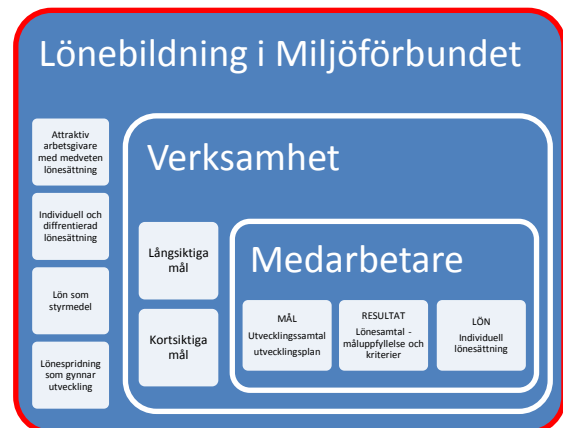 Lönebildning i Miljöförbundet
Attraktiv
arbetsgivare
med medveten
lönesättning
Individuell och
diffrentierad
lönesättning
Lön som
styrmedel
Lönespridning
som gynnar
utveckling
Verksamhet
Långsiktiga
mål
Kortsiktiga
mål
Medarbetare
MÅL
Utvecklingssamtal
utvecklingsplan
RESULTAT
Lönesamtal -
måluppfyllelse och
kriterier
LÖN
Individuell
lönesättning